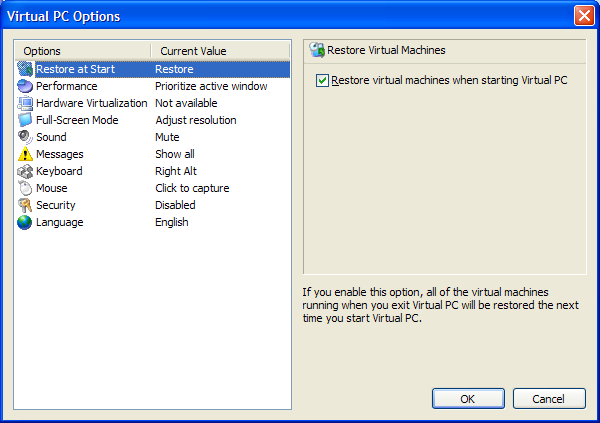 Virtual PC Options
Options Current Value
Restore at Start Restore
Performance Prioritize active window
Hardware Virtualization Not available
Full-Screen Mode Adjust resolution
Sound Mute
Messages Show all
Keyboard Right Alt
Mouse Click to capture
Security Disabled
Language English
Restore Virtual Machines
Restore virtual machines when starting Virtual PC
If you enable this option, all of the virtual machines
running when you exit Virtual PC will be restored the next
time you start Virtual PC.
OK Cancel